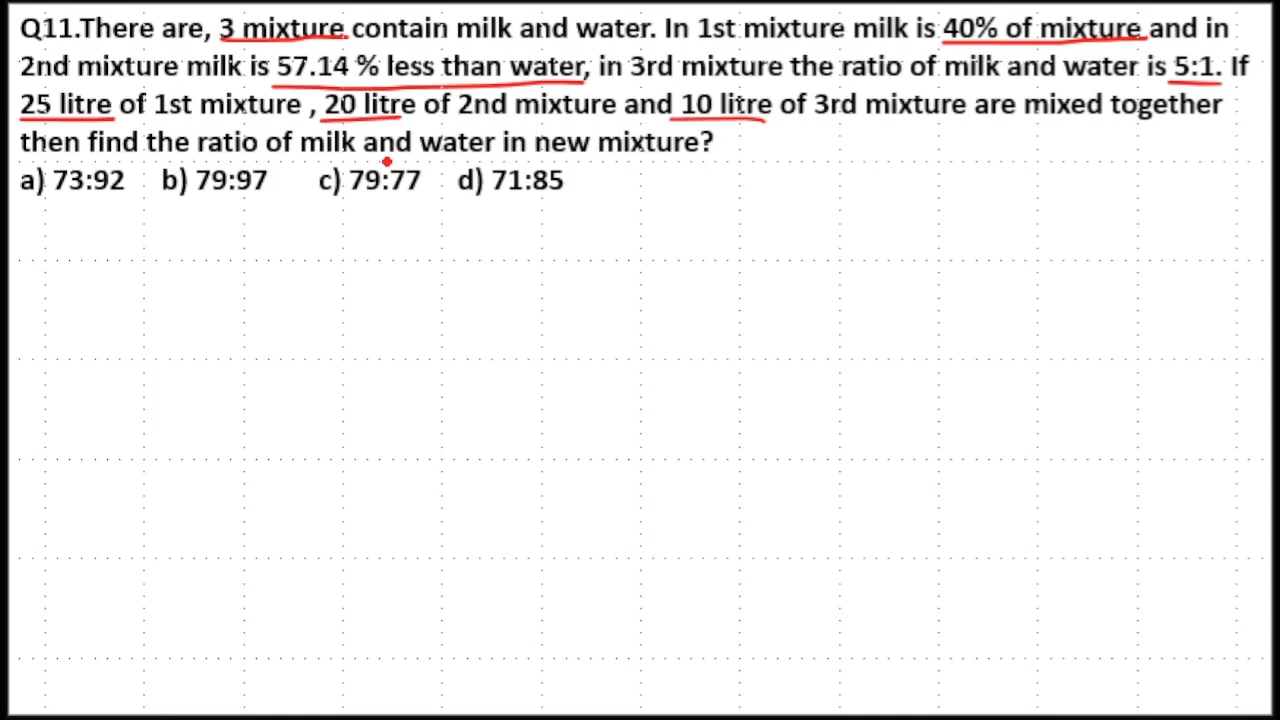 Q11.There are, 3 mixture contain milk and water. In 1st mixture milk is 40% of mixture and in
2nd mixture milk is 57.14 % less than water, in 3rd mixture the ratio of milk and water is 5:1. If
25 litre of 1st mixture , 20 litre of 2nd mixture and 10 litre of 3rd mixture are mixed together
then find the ratio of milk and water in new mixture?
a) 73:92 b) 79:97 c) 79:77 d) 71:85